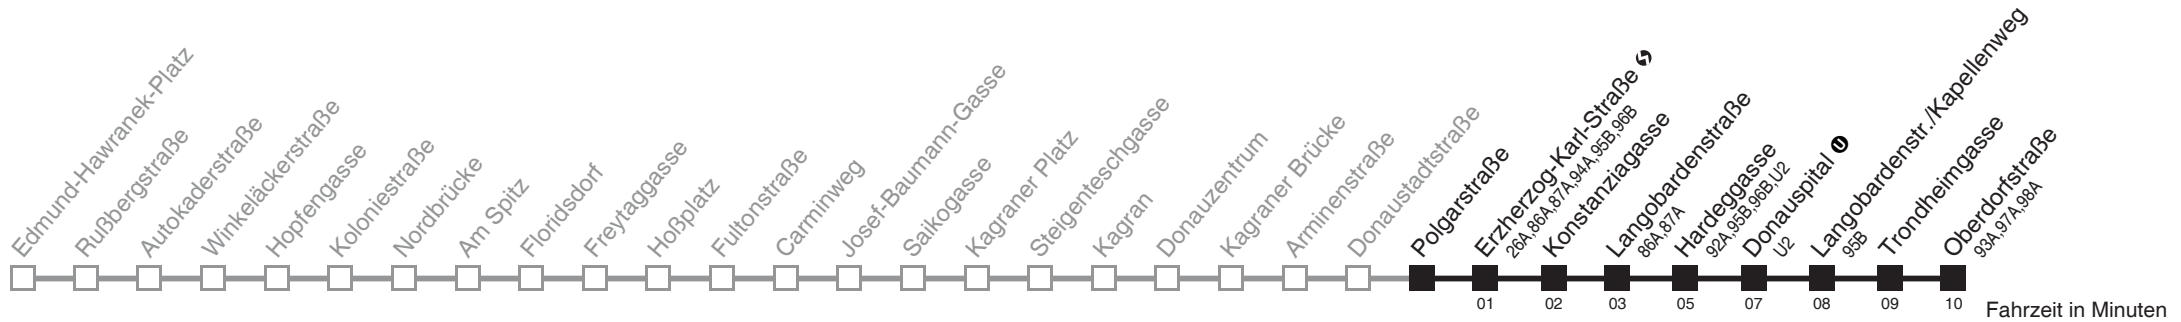 Edmund-Hawranek-Platz
Rußbergstraße
Autokaderstraße
Winkeläckerstraße
Hopfengasse
Koloniestraße
Nordbrücke
Am Spitz
Floridsdorf
Freytaggasse
Hoßplatz
Fultonstraße
Carminweg
Josef-Baumann-Gasse
Saikogasse
Kagraner Platz
Steigenteschgasse
Kagran
Donauzentrum
Kagraner Brücke
Arminenstraße
Donaustadtstraße
Polgarstraße
Erzherzog-Karl-Straße
26A,86A,87A,94A,95B,96B
Konstanziagasse
Langobardenstraße
86A,87A
Hardeggasse
92A,95B,96B,U2
Donauspital U
U2
Langobardenstr./Kapellenweg
95B
Trondheimgasse
Oberdorfstraße
93A,97A,98A
01 02 03 05 07 08 09 10
Fahrzeit in Minuten